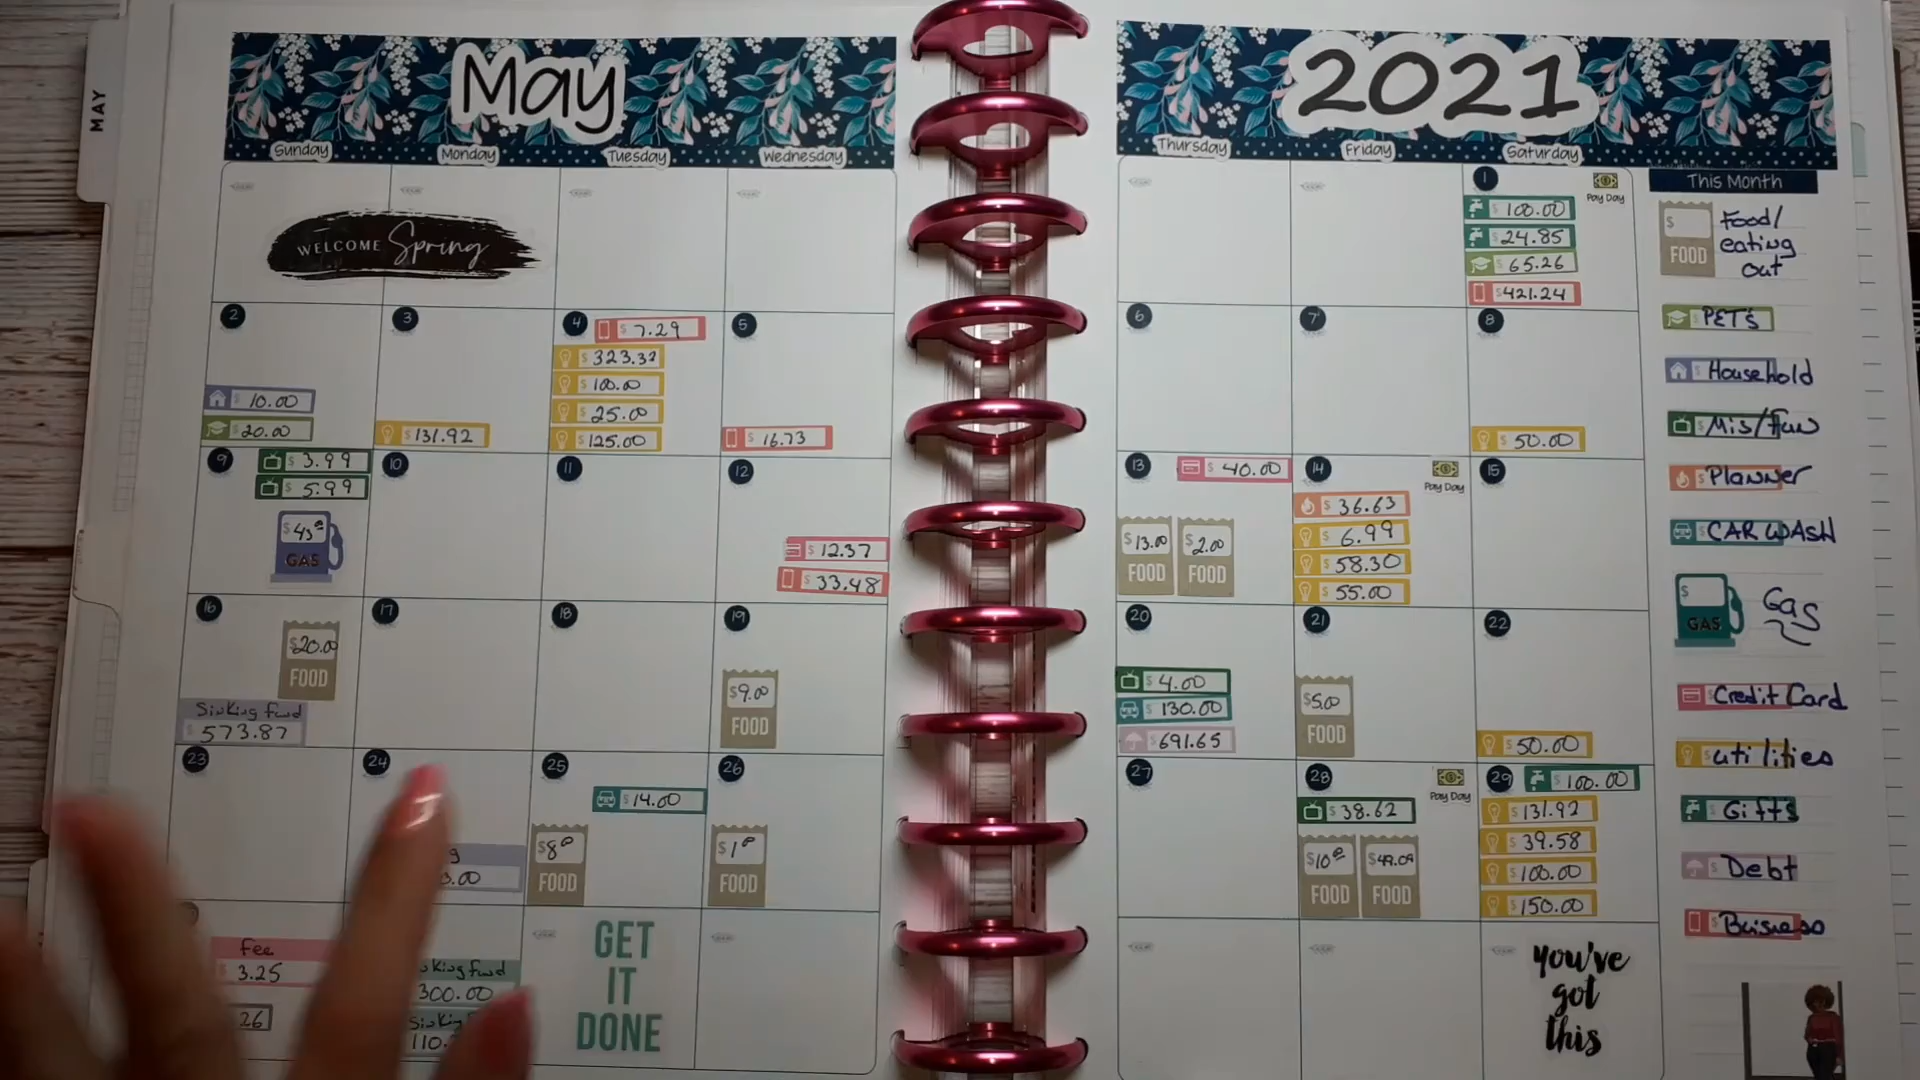 MAY
May
2021
Sunday
Monday
Tuesday
Wednesday
Thursday
Friday
Saturday
WELCOME Spring
1
Pay Day
$ 100.00
$ 24.85
$ 65.26
$421.24
2
$ 10.00
$20.00
3
$131.92
4
$ 7.29
$ 323.32
$ 100.00
$ 25.00
$125.00
5
$ 16.73
6
7
8
$ 50.00
9
$ 3.99
$ 5.99
GAS
10
11
12
$ 12.37
$ 33.48
13
$ 40.00
$13.00
FOOD
$2.00
FOOD
14
Pay Day
$ 36.63
$ 6.99
$ 58.30
$ 55.00
15
16
$20.00
FOOD
Sinking fund
$ 573.87
17
18
19
$9.00
FOOD
20
$ 4.00
$ 130.00
$ 691.65
21
$5.00
FOOD
22
$ 50.00
23
24
25
$ 14.00
$8.00
FOOD
26
$1.00
FOOD
27
28
Pay Day
$38.62
$10.00
FOOD
$49.09
FOOD
29
$ 100.00
$ 131.92
$ 39.58
$ 100.00
$ 150.00
Fee
3.25
26
300.00
GET
IT
DONE
You've
got
this
This Month
$
FOOD
Food/
eating
out
$ PET's
$ Household
$ Mis/Fun
$ Planner
$ CAR WASH
$
GAS
Gas
$ Credit Card
$ utilities
$ Gifts
$ Debt
$ Buisness